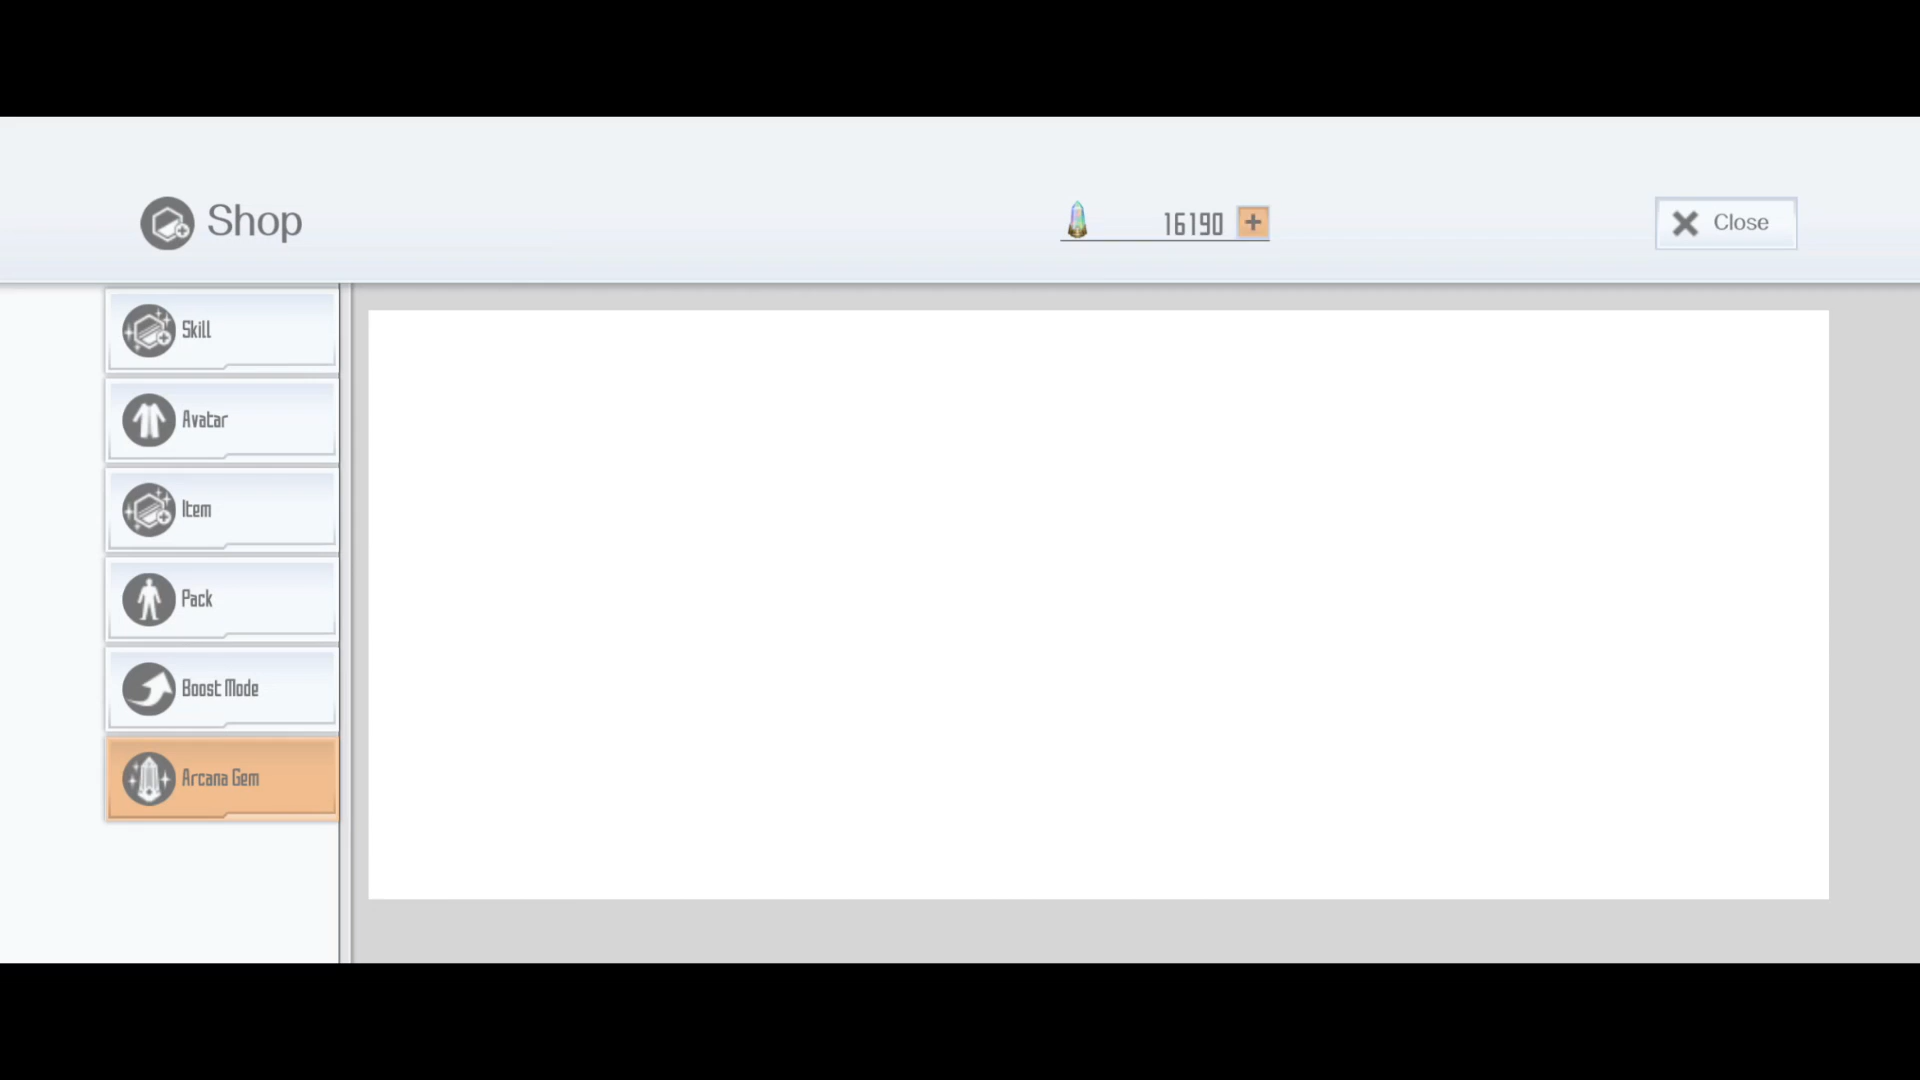 Shop
16190
Close
Skill
Avatar
Item
Pack
Boost Mode
Arcana Gem